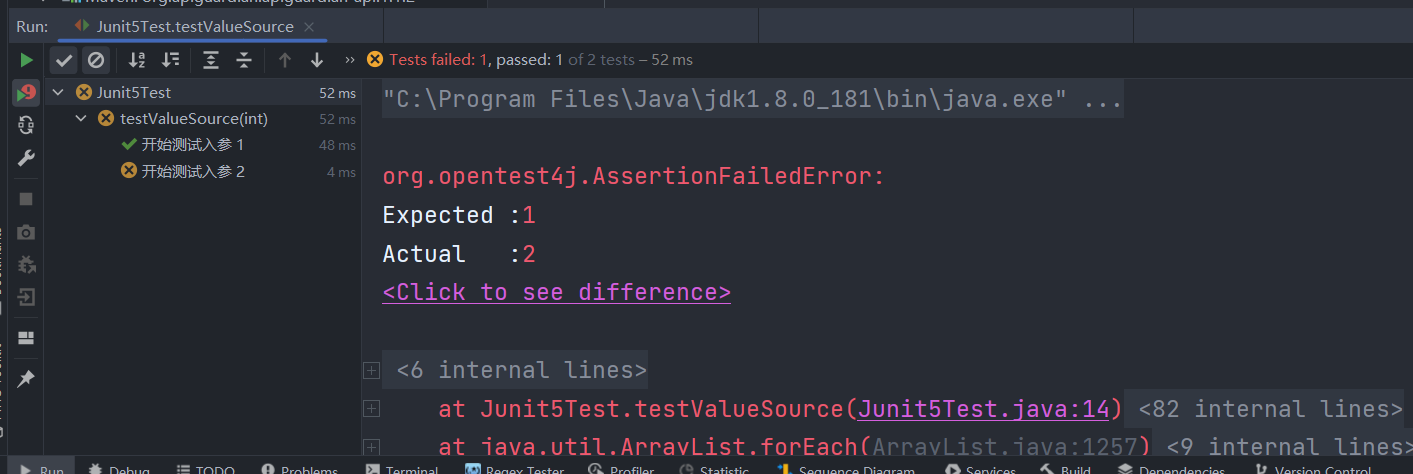 Run: Junit5Test.testValueSource
Tests failed: 1, passed: 1 of 2 tests – 52 ms
Junit5Test 52 ms
testValueSource(int) 52 ms
开始测试入参 1 48 ms
开始测试入参 2 4 ms
"C:\Program Files\Java\jdk1.8.0_181\bin\java.exe" ...
org.opentest4j.AssertionFailedError:
Expected :1
Actual :2
<Click to see difference>
<6 internal lines>
at Junit5Test.testValueSource(Junit5Test.java:14) <82 internal lines>
at java.util.ArrayList.forEach(ArrayList.java:1257) <9 internal lines>
Run Debug TODO Problems Terminal Regex Tester Profiler Statistic Sequence Diagram Services Build Dependencies Version Control